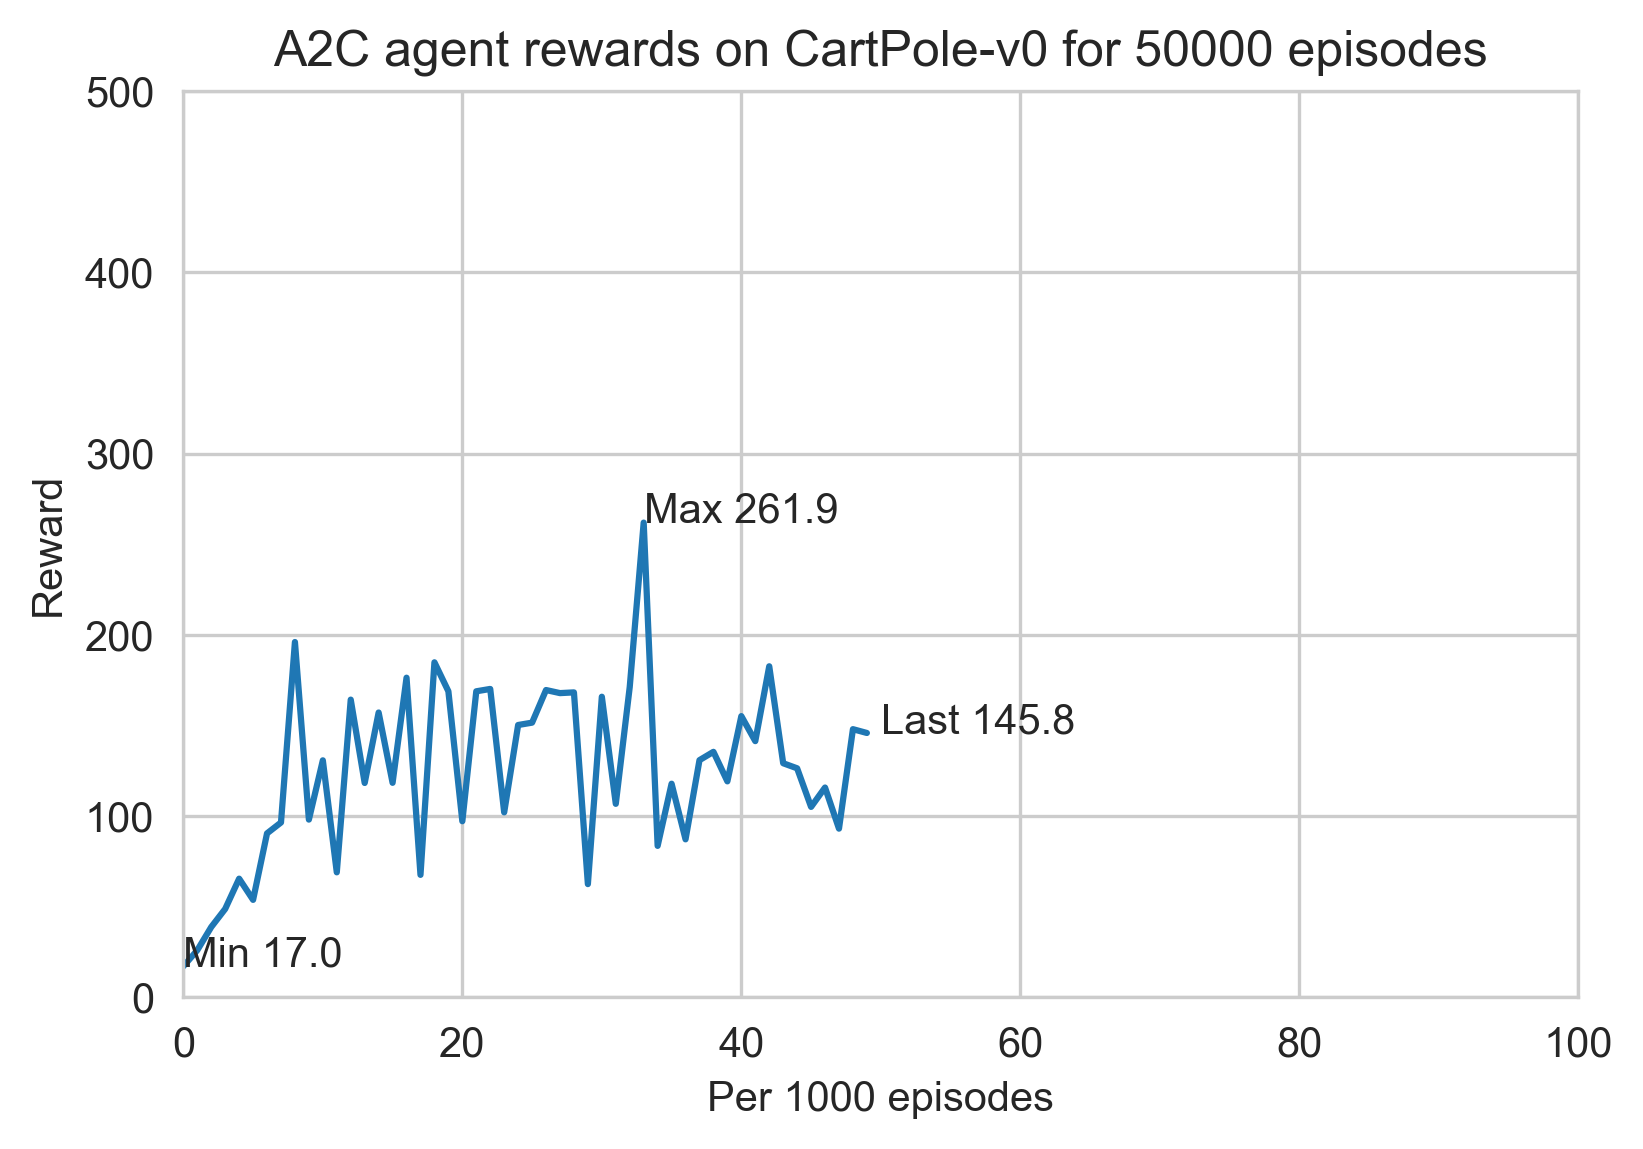 A2C agent rewards on CartPole-v0 for 50000 episodes
500
400
300
200
100
0
Reward
Max 261.9
Last 145.8
Min 17.0
0 20 40 60 80 100
Per 1000 episodes